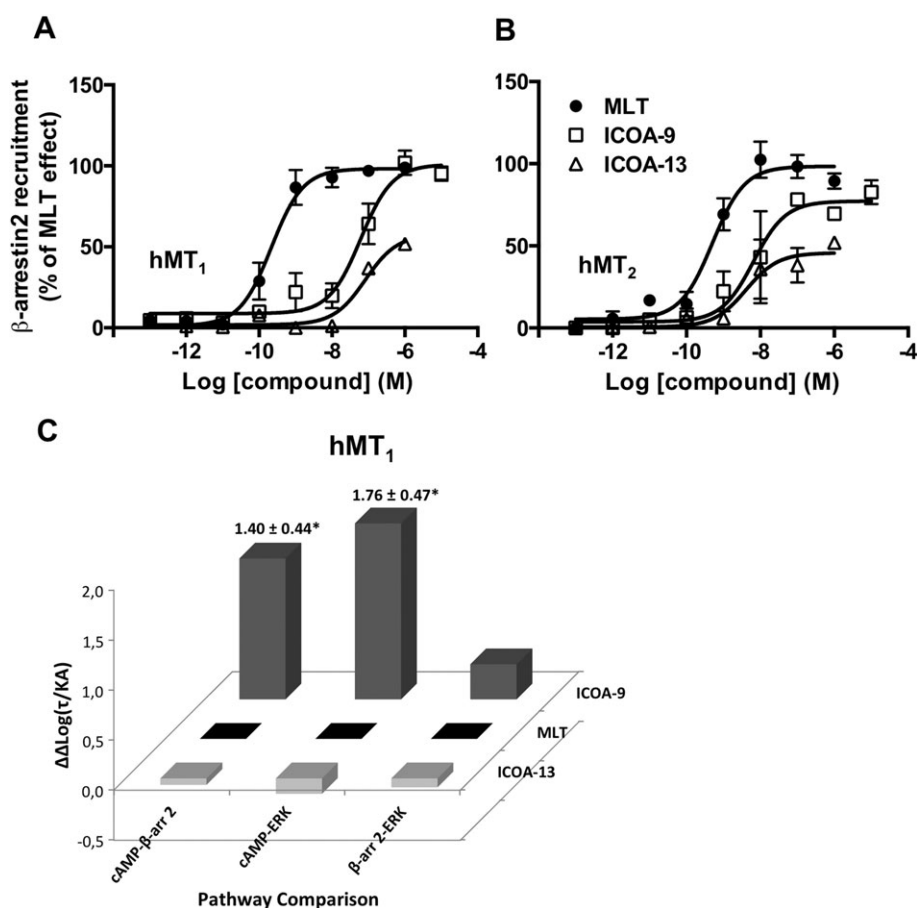 A
β-arrestin2 recruitment
(% of MLT effect)
150
100
50
0
hMT1
-12
-10
-8
-6
-4
Log [compound] (M)
B
150
100
50
0
MLT
ICOA-9
ICOA-13
hMT2
-12
-10
-8
-6
-4
Log [compound] (M)
C
hMT1
1.40 ± 0.44*
1.76 ± 0.47*
ΔΔLog(τ/KA)
2,0
1,5
1,0
0,5
0,0
-0,5
ICOA-9
MLT
ICOA-13
cAMP-β-arr 2
cAMP-ERK
β-arr 2-ERK
Pathway Comparison